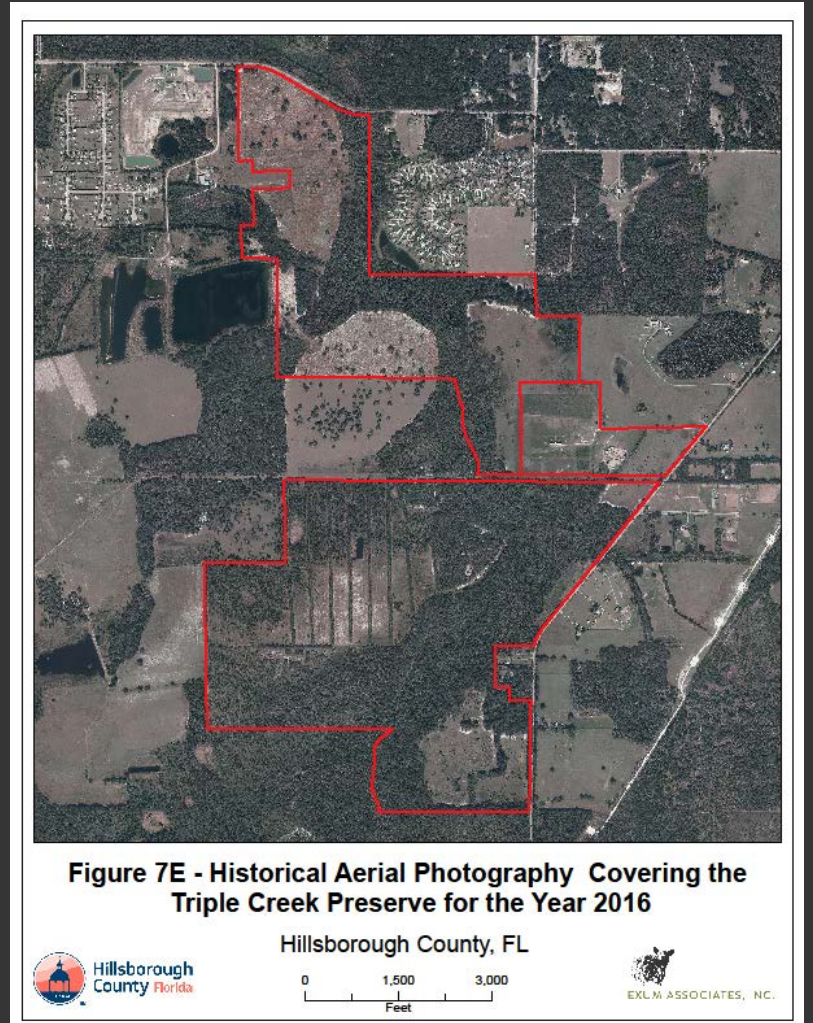 Figure 7E - Historical Aerial Photography  Covering the
Triple Creek Preserve for the Year 2016
Hillsborough County, FL
Hillsborough
County Florida
0 1,500 3,000
Feet
EXUM ASSOCIATES, INC.